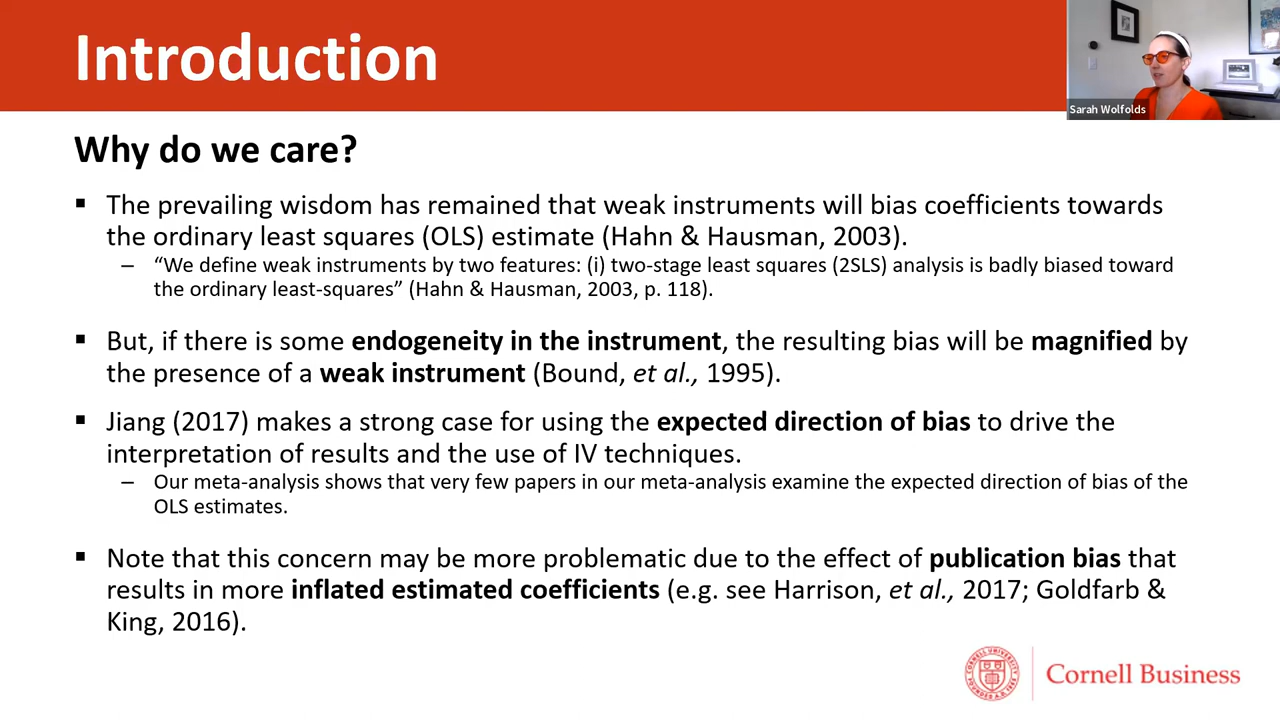 Introduction
Sarah Wolfolds
Why do we care?
▪ The prevailing wisdom has remained that weak instruments will bias coefficients towards
the ordinary least squares (OLS) estimate (Hahn & Hausman, 2003).
– “We define weak instruments by two features: (i) two-stage least squares (2SLS) analysis is badly biased toward
the ordinary least-squares” (Hahn & Hausman, 2003, p. 118).
▪ But, if there is some endogeneity in the instrument, the resulting bias will be magnified by
the presence of a weak instrument (Bound, et al., 1995).
▪ Jiang (2017) makes a strong case for using the expected direction of bias to drive the
interpretation of results and the use of IV techniques.
– Our meta-analysis shows that very few papers in our meta-analysis examine the expected direction of bias of the
OLS estimates.
▪ Note that this concern may be more problematic due to the effect of publication bias that
results in more inflated estimated coefficients (e.g. see Harrison, et al., 2017; Goldfarb &
King, 2016).
Cornell Business